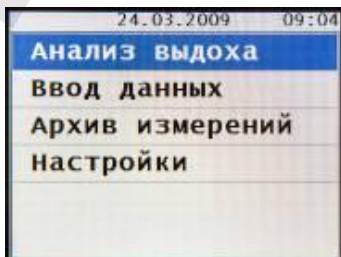 24.03.2009 09:04
Анализ выдоха
Ввод данных
Архив измерений
Настройки